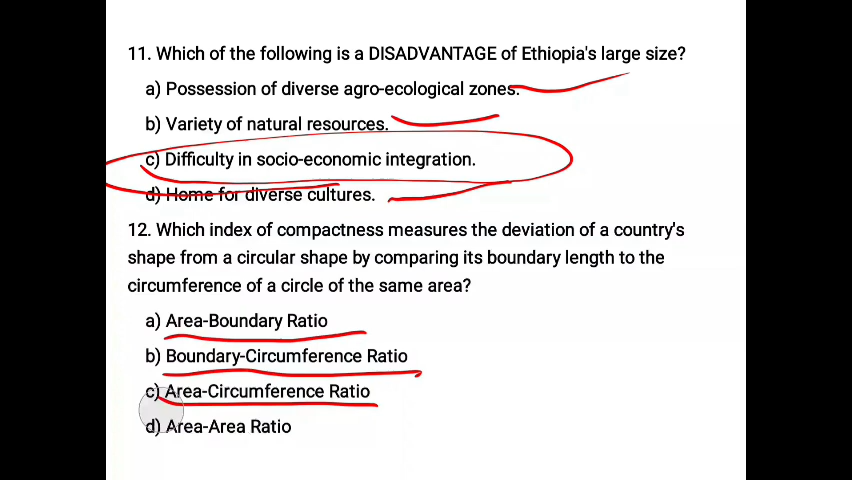 11. Which of the following is a DISADVANTAGE of Ethiopia's large size?
a) Possession of diverse agro-ecological zones.
b) Variety of natural resources.
c) Difficulty in socio-economic integration.
d) Home for diverse cultures.
12. Which index of compactness measures the deviation of a country's
shape from a circular shape by comparing its boundary length to the
circumference of a circle of the same area?
a) Area-Boundary Ratio
b) Boundary-Circumference Ratio
c) Area-Circumference Ratio
d) Area-Area Ratio